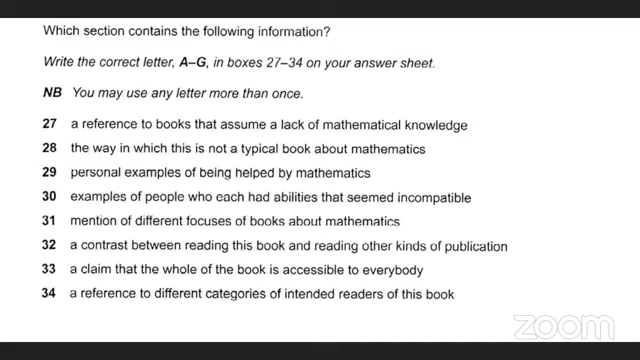 Which section contains the following information?
Write the correct letter, A–G, in boxes 27–34 on your answer sheet.
NB You may use any letter more than once.
27 a reference to books that assume a lack of mathematical knowledge
28 the way in which this is not a typical book about mathematics
29 personal examples of being helped by mathematics
30 examples of people who each had abilities that seemed incompatible
31 mention of different focuses of books about mathematics
32 a contrast between reading this book and reading other kinds of publication
33 a claim that the whole of the book is accessible to everybody
34 a reference to different categories of intended readers of this book
zoom